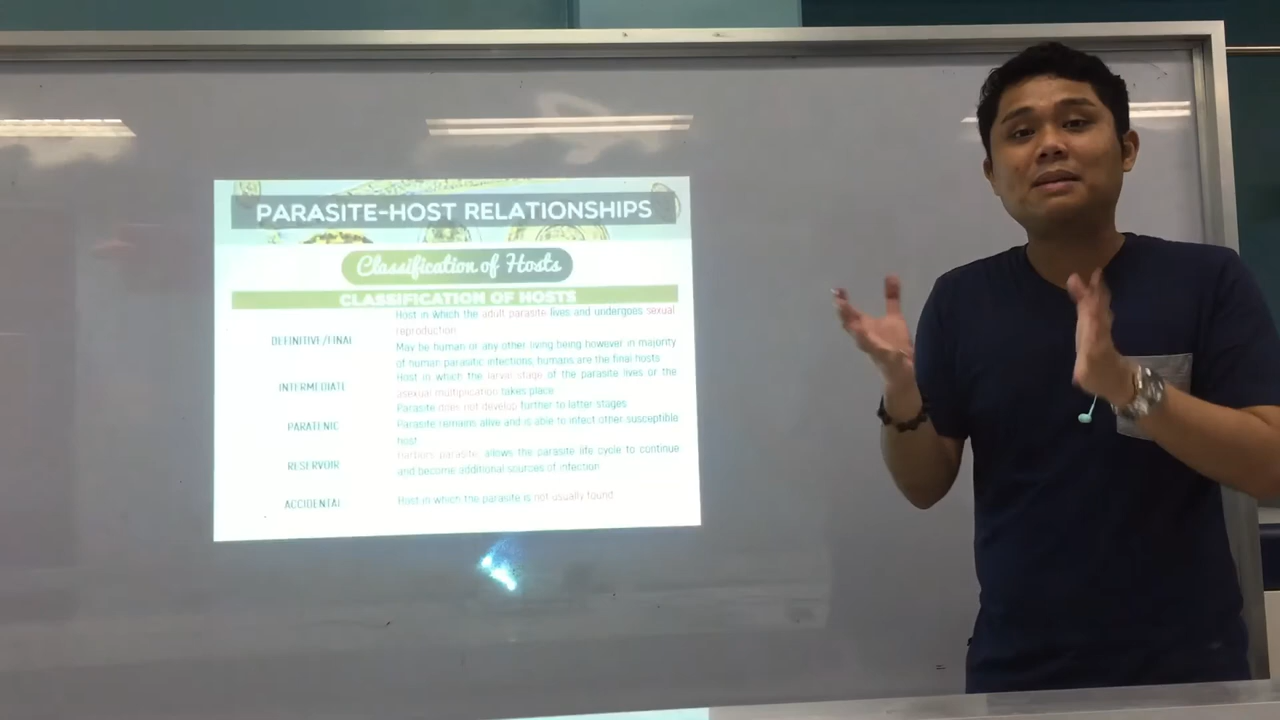 PARASITE-HOST RELATIONSHIPS
Classification of Hosts
CLASSIFICATION OF HOSTS
DEFINITIVE/FINAL
Host in which the adult parasite lives and undergoes sexual
reproduction
May be human or any other living being however in majority
of human parasitic infections, humans are the final hosts
INTERMEDIATE
Host in which the larval stage of the parasite lives or the
asexual multiplication takes place
PARATENIC
Parasite does not develop further to latter stages
Parasite remains alive and is able to infect other susceptible
host
RESERVOIR
Harbors parasite, allows the parasite life cycle to continue
and become additional sources of infection
ACCIDENTAL
Host in which the parasite is not usually found